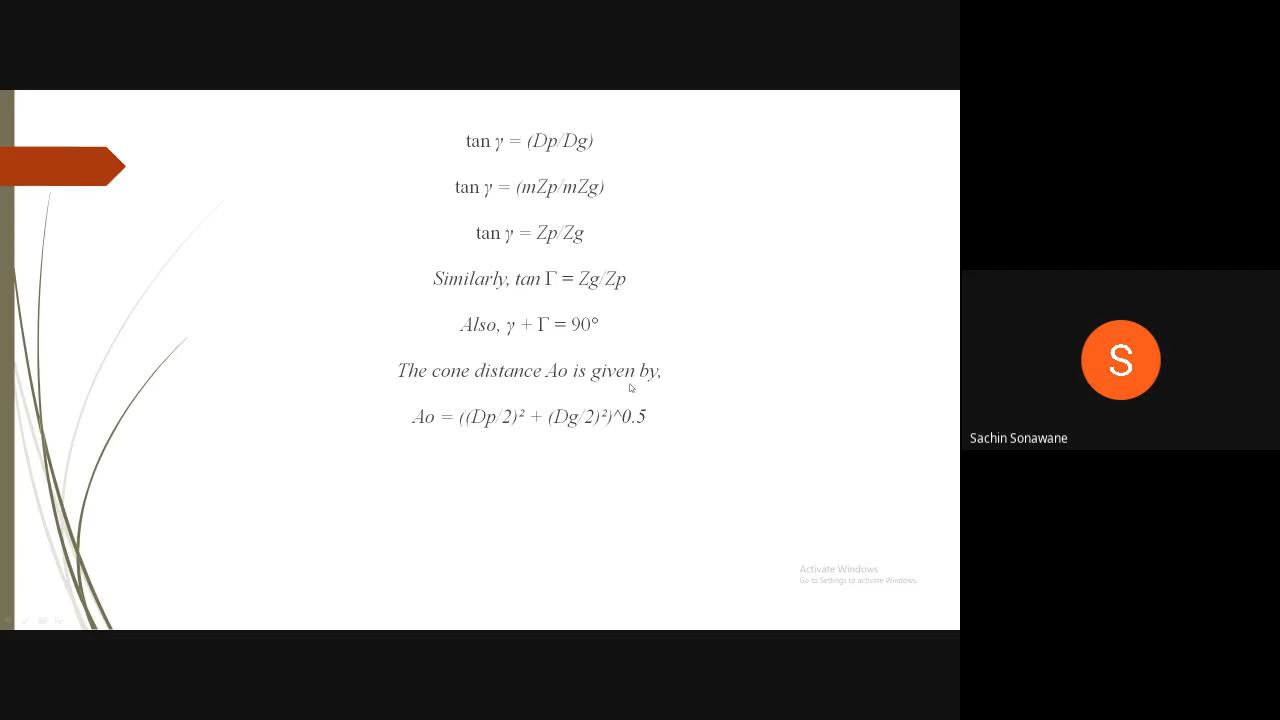 tan γ = (Dp/Dg)
tan γ = (mZp/mZg)
tan γ = Zp/Zg
Similarly, tan Γ = Zg/Zp
Also, γ + Γ = 90°
The cone distance Ao is given by,
Ao = ((Dp/2)² + (Dg/2)²)^0.5
Activate Windows
Go to Settings to activate Windows.
S
Sachin Sonawane